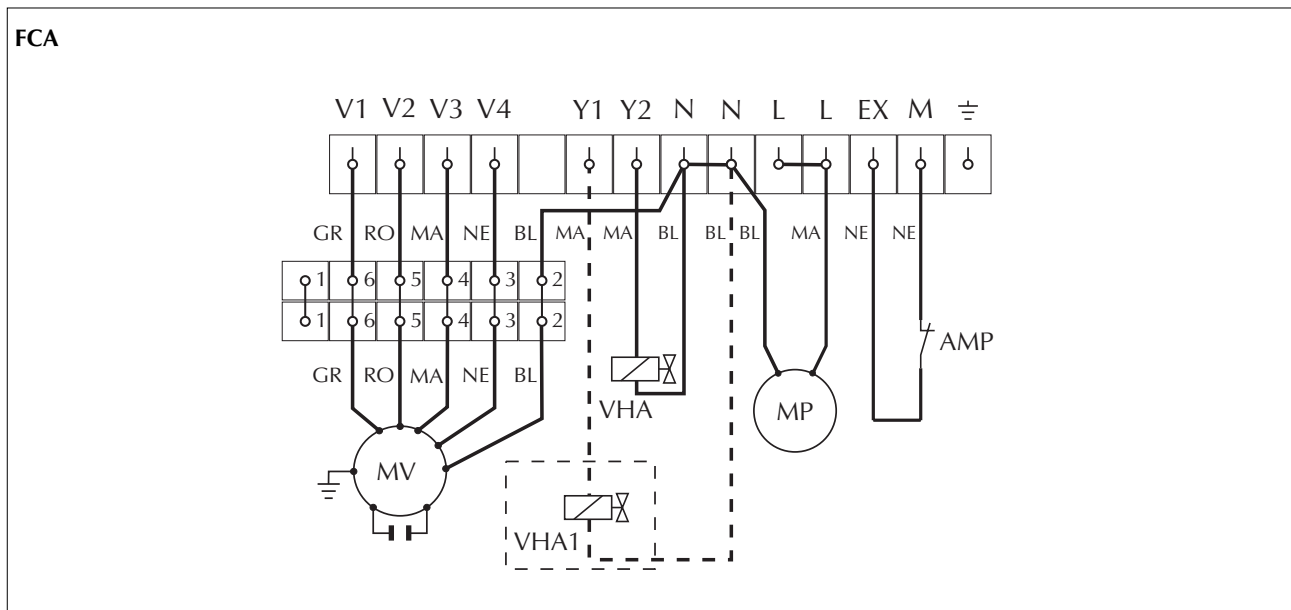 FCA
V1 V2 V3 V4 Y1 Y2 N N L L EX M
GR RO MA NE BL MA MA BL BL BL MA NE NE
1 6 5 4 3 2
1 6 5 4 3 2
AMP
GR RO MA NE BL
VHA
MP
MV
VHA1